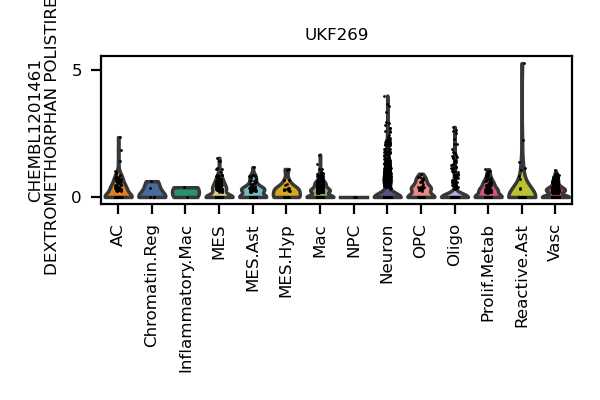 UKF269
CHEMBL1201461
DEXTROMETHORPHAN POLISTIRE
5
0
AC
Chromatin.Reg
Inflammatory.Mac
MES
MES.Ast
MES.Hyp
Mac
NPC
Neuron
OPC
Oligo
Prolif.Metab
Reactive.Ast
Vasc